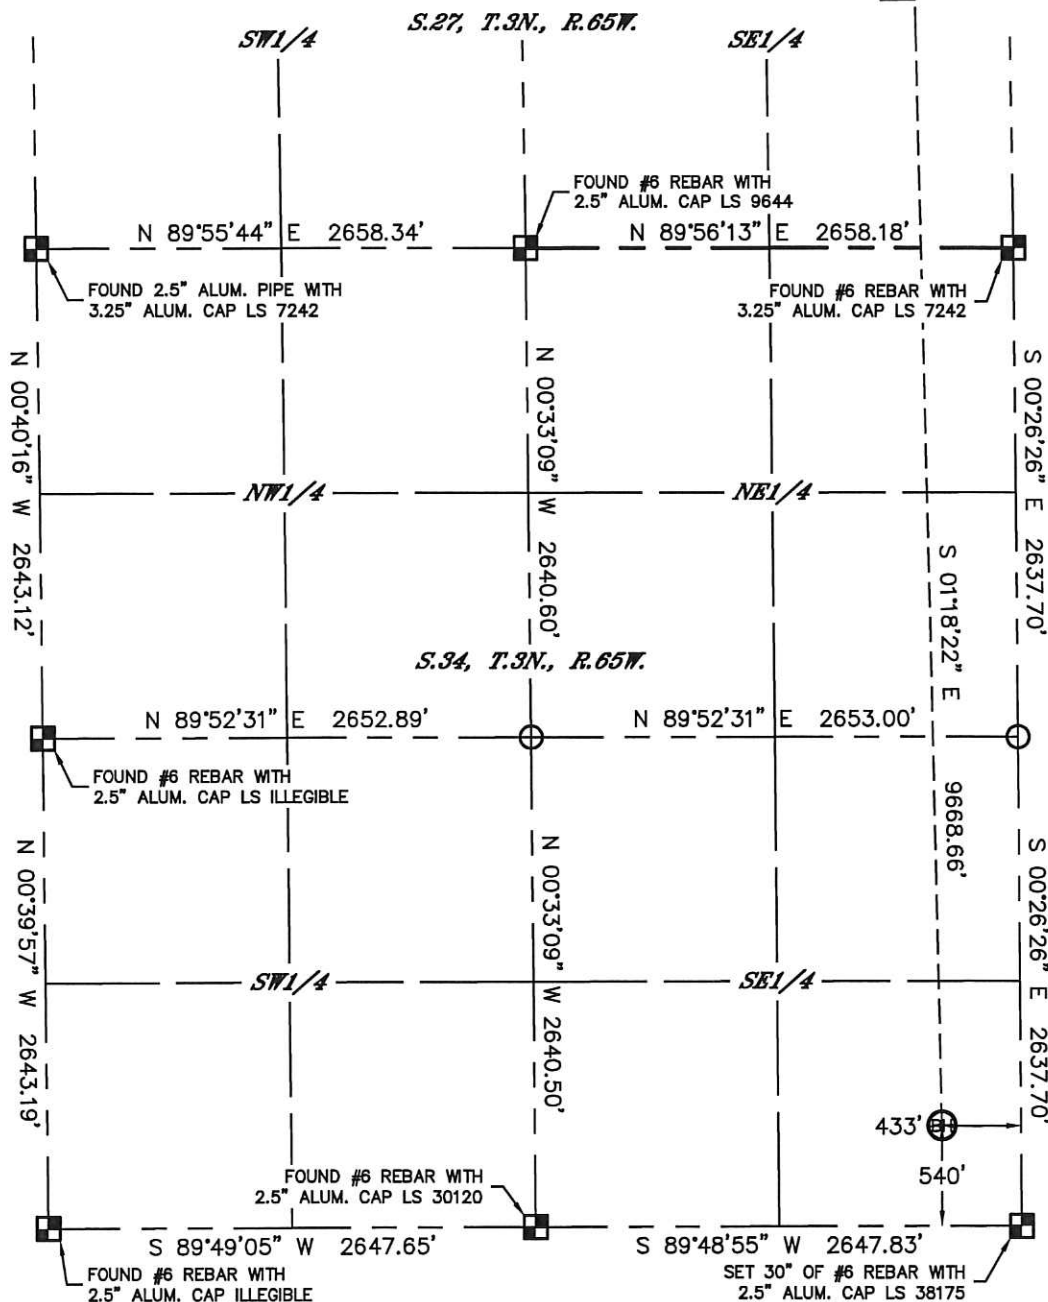 S.27, T.3N., R.65W.
SW1/4
SE1/4
FOUND #6 REBAR WITH
2.5" ALUM. CAP LS 9644
N 89°55'44" E 2658.34'
N 89°56'13" E 2658.18'
FOUND 2.5" ALUM. PIPE WITH
3.25" ALUM. CAP LS 7242
FOUND #6 REBAR WITH
3.25" ALUM. CAP LS 7242
N 00°40'16" W 2643.12'
N 00°33'09" W 2640.60'
S 00°26'26" E 2637.70'
NW1/4
NE1/4
S 01°18'22" E 9668.66'
S.34, T.3N., R.65W.
N 89°52'31" E 2652.89'
N 89°52'31" E 2653.00'
FOUND #6 REBAR WITH
2.5" ALUM. CAP LS ILLEGIBLE
N 00°39'57" W 2643.19'
N 00°33'09" W 2640.50'
S 00°26'26" E 2637.70'
SW1/4
SE1/4
433'
540'
FOUND #6 REBAR WITH
2.5" ALUM. CAP LS 30120
S 89°49'05" W 2647.65'
S 89°48'55" W 2647.83'
FOUND #6 REBAR WITH
2.5" ALUM. CAP ILLEGIBLE
SET 30" OF #6 REBAR WITH
2.5" ALUM. CAP LS 38175